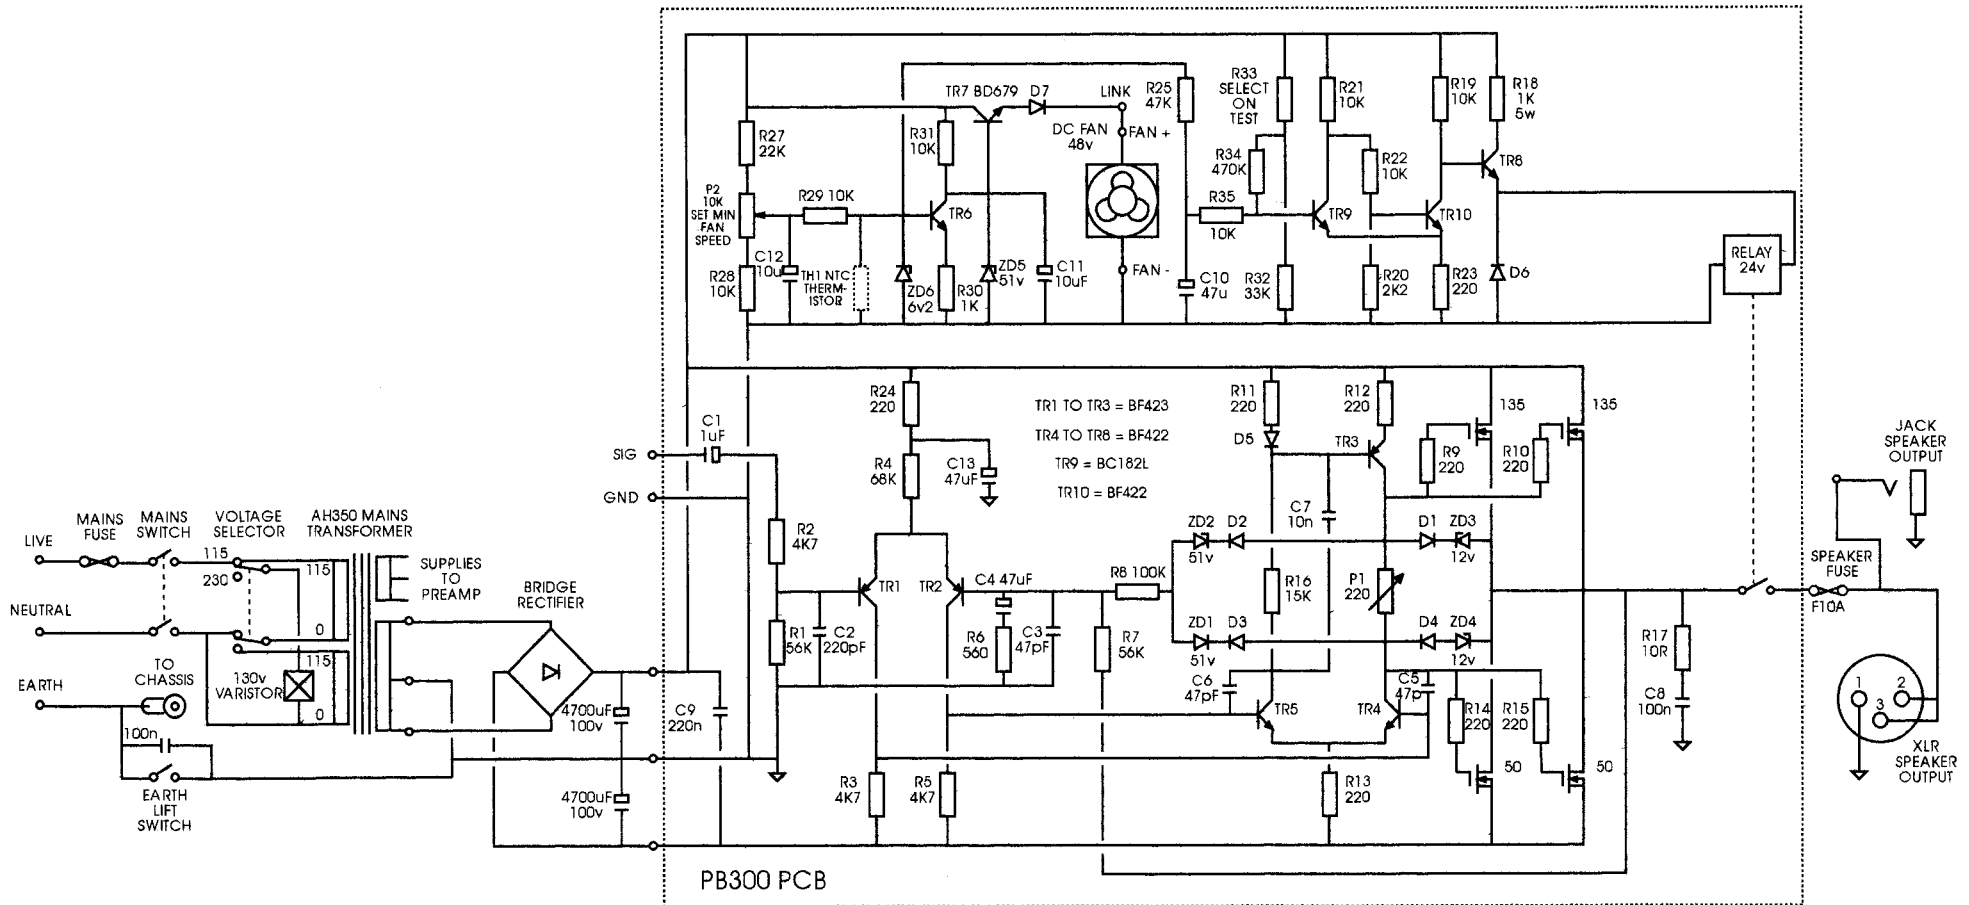 R33
SELECT
ON
TEST
R25
47K
R21
10K
R19
10K
R18
1K
5w
TR7 BD679
D7
LINK
FAN +
DC FAN
48v
R27
22K
R31
10K
R34
470K
R22
10K
TR8
P2
10K
SET MIN
FAN
SPEED
R29 10K
TR6
R35
10K
TR9
TR10
RELAY
24v
C12
10u
R28
10K
TH1 NTC
THERM-
ISTOR
ZD6
6v2
R30
1K
ZD5
51v
C11
10uF
FAN -
C10
47u
R32
33K
R20
2K2
R23
220
D6
R24
220
TR1 TO TR3 = BF423
TR4 TO TR8 = BF422
TR9 = BC182L
TR10 = BF422
R11
220
D5
R12
220
TR3
135
135
R9
220
R10
220
JACK
SPEAKER
OUTPUT
C1
1uF
SIG
GND
R4
68K
C13
47uF
C7
10n
LIVE
MAINS
FUSE
MAINS
SWITCH
VOLTAGE
SELECTOR
AH350 MAINS
TRANSFORMER
115
230
115
0
115
0
SUPPLIES
TO
PREAMP
R2
4K7
ZD2
D2
51v
D1
ZD3
12v
SPEAKER
FUSE
F10A
NEUTRAL
BRIDGE
RECTIFIER
TR1
TR2
C4 47uF
R8 100K
R16
15K
P1
220
R1
56K
C2
220pF
R6
560
C3
47pF
R7
56K
ZD1
D3
51v
D4
ZD4
12v
R17
10R
EARTH
TO
CHASSIS
130v
VARISTOR
C6
47pF
C5
47p
TR5
TR4
R14
220
R15
220
C8
100n
1
2
3
XLR
SPEAKER
OUTPUT
100n
EARTH
LIFT
SWITCH
4700uF
100v
C9
220n
4700uF
100v
R3
4K7
R5
4K7
R13
220
50
50
PB300 PCB